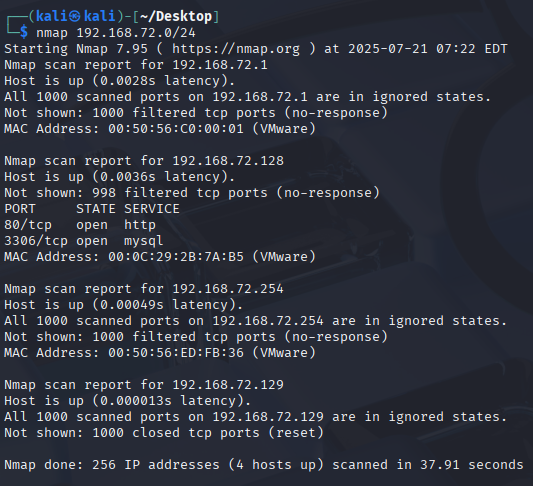 ┌──(kali㉿kali)-[~/Desktop]
└─$ nmap 192.168.72.0/24
Starting Nmap 7.95 ( https://nmap.org ) at 2025-07-21 07:22 EDT
Nmap scan report for 192.168.72.1
Host is up (0.0028s latency).
All 1000 scanned ports on 192.168.72.1 are in ignored states.
Not shown: 1000 filtered tcp ports (no-response)
MAC Address: 00:50:56:C0:00:01 (VMware)

Nmap scan report for 192.168.72.128
Host is up (0.0036s latency).
Not shown: 998 filtered tcp ports (no-response)
PORT     STATE SERVICE
80/tcp   open  http
3306/tcp open  mysql
MAC Address: 00:0C:29:2B:7A:B5 (VMware)

Nmap scan report for 192.168.72.254
Host is up (0.00049s latency).
All 1000 scanned ports on 192.168.72.254 are in ignored states.
Not shown: 1000 filtered tcp ports (no-response)
MAC Address: 00:50:56:ED:FB:36 (VMware)

Nmap scan report for 192.168.72.129
Host is up (0.000013s latency).
All 1000 scanned ports on 192.168.72.129 are in ignored states.
Not shown: 1000 closed tcp ports (reset)

Nmap done: 256 IP addresses (4 hosts up) scanned in 37.91 seconds